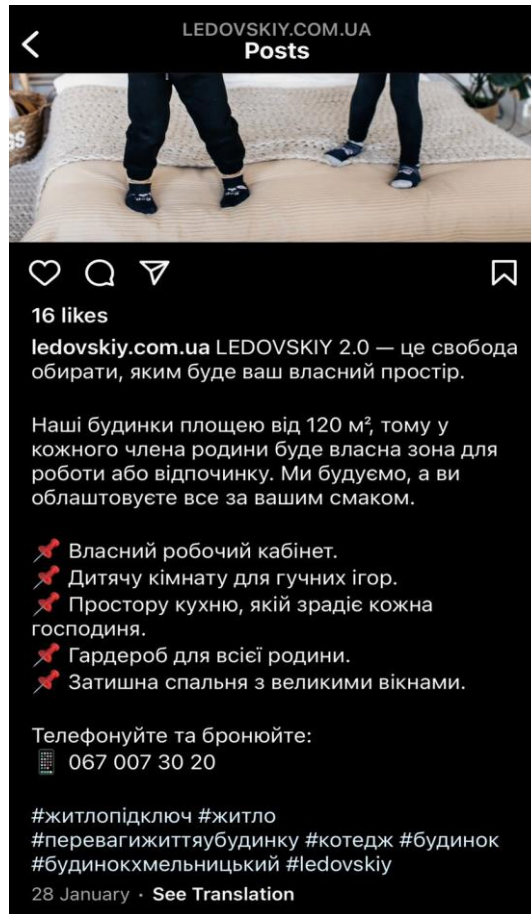 LEDOVSKIY.COM.UA
Posts
16 likes
ledovskiy.com.ua LEDOVSKIY 2.0 — це свобода
обирати, яким буде ваш власний простір.
Наші будинки площею від 120 м², тому у
кожного члена родини буде власна зона для
роботи або відпочинку. Ми будуємо, а ви
облаштовуєте все за вашим смаком.
📌 Власний робочий кабінет.
📌 Дитячу кімнату для гучних ігор.
📌 Простору кухню, якій зрадіє кожна
господиня.
📌 Гардероб для всієї родини.
📌 Затишна спальня з великими вікнами.
Телефонуйте та бронюйте:
📱 067 007 30 20
#житлопідключ #житло
#перевагижиттяубудинку #котедж #будинок
#будинокхмельницький #ledovskiy
28 January · See Translation